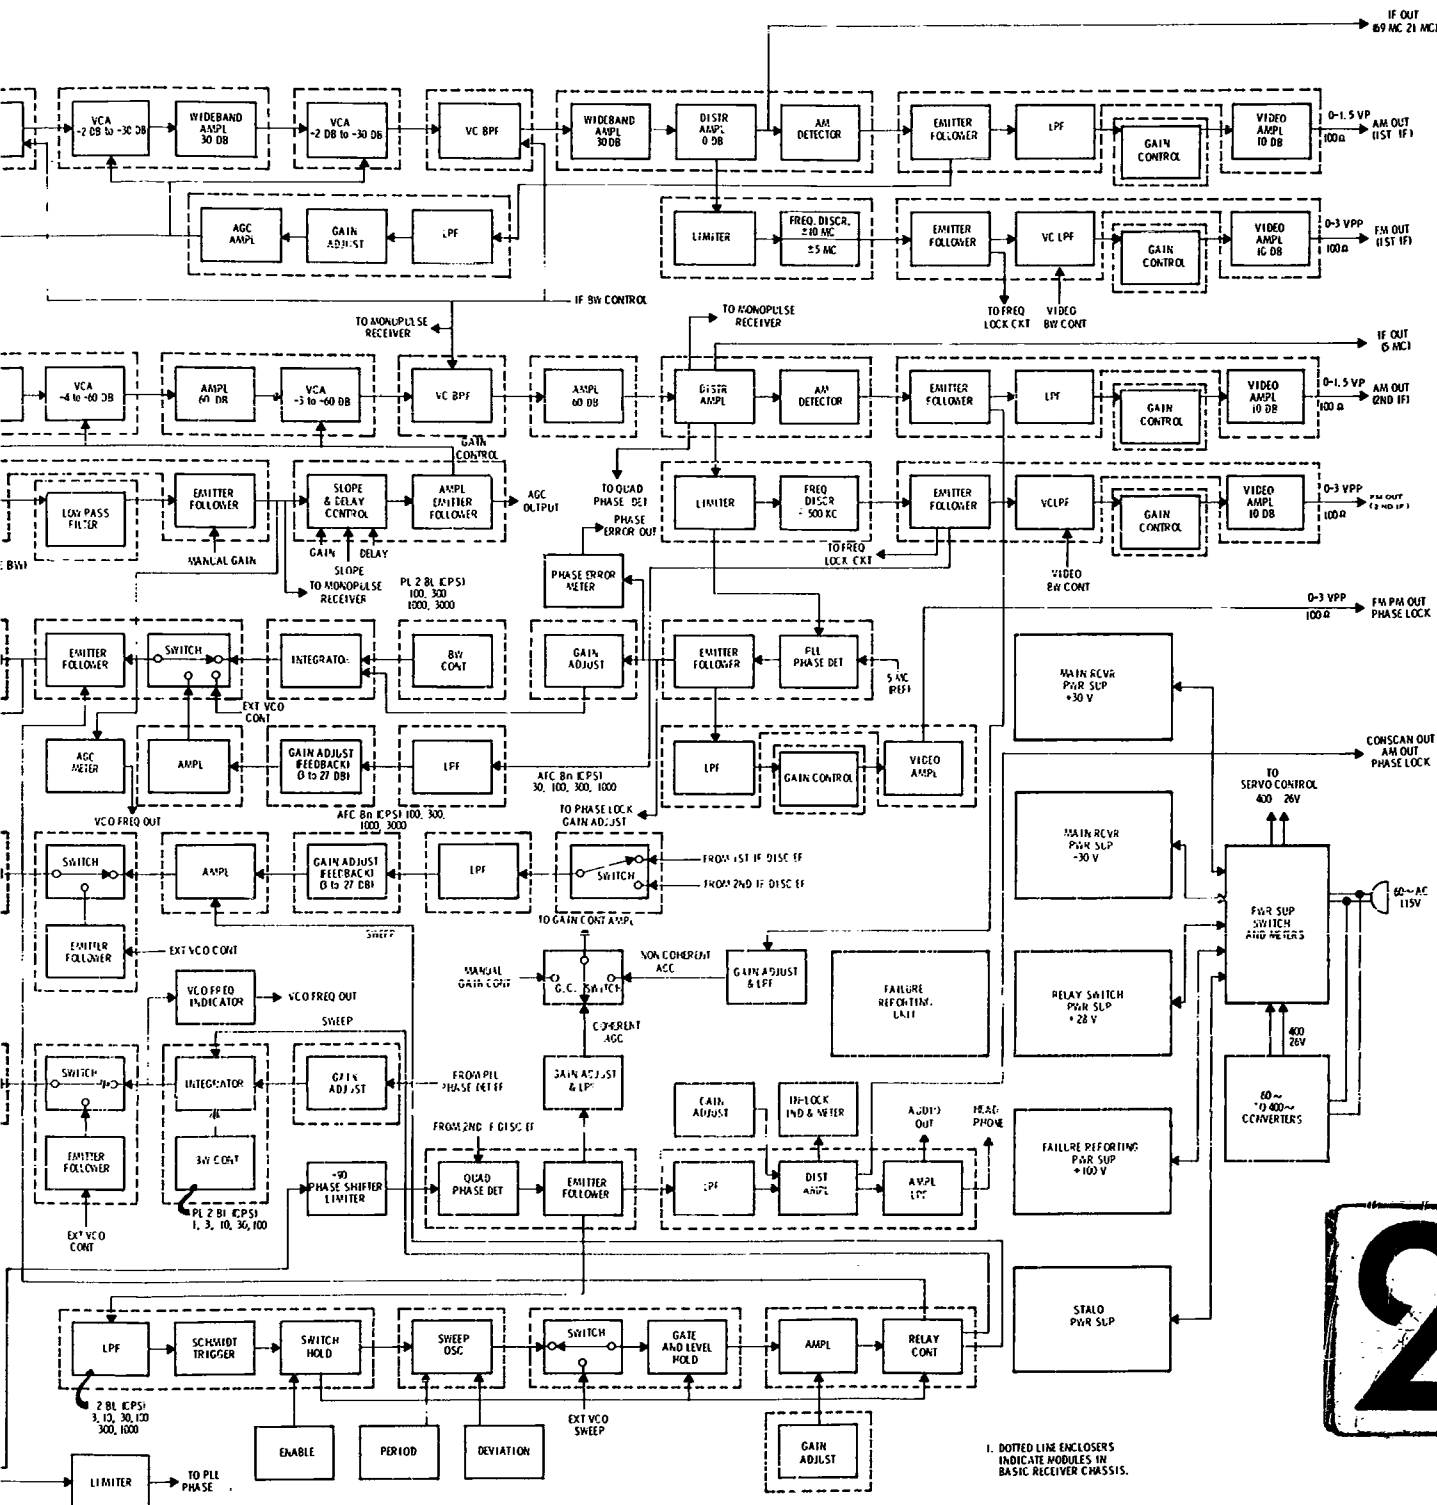 IF OUT
(69 MC 21 MC)
VCA
-2 DB to -30 DB
WIDEBAND
AMPL
30 DB
VCA
-2 DB to -30 DB
VC BPF
WIDEBAND
AMPL
30 DB
DISTR
AMPL
0 DB
AM
DETECTOR
EMITTER
FOLLOWER
LPF
GAIN
CONTROL
VIDEO
AMPL
10 DB
0-1.5 VP
100Ω
AM OUT
(1ST IF)
AGC
AMPL
GAIN
ADJUST
LPF
LIMITER
FREQ. DISCR.
±10 MC
±5 MC
EMITTER
FOLLOWER
VC LPF
GAIN
CONTROL
VIDEO
AMPL
10 DB
0-3 VPP
100Ω
FM OUT
(1ST IF)
IF BW CONTROL
TO MONOPULSE
RECEIVER
TO MONOPULSE
RECEIVER
TO FREQ
LOCK CKT
VIDEO
BW CONT
IF OUT
(5 MC)
VCA
-4 to -60 DB
AMPL
60 DB
VCA
to -60 DB
VC BPF
AMPL
60 DB
DISTR
AMPL
AM
DETECTOR
EMITTER
FOLLOWER
LPF
GAIN
CONTROL
VIDEO
AMPL
10 DB
0-1.5 VP
100Ω
AM OUT
(2ND IF)
GAIN
CONTROL
LOW PASS
FILTER
EMITTER
FOLLOWER
SLOPE
& DELAY
CONTROL
AMPL
EMITTER
FOLLOWER
AGC
OUTPUT
TO QUAD
PHASE DET
LIMITER
FREQ
DISCR
500 KC
EMITTER
FOLLOWER
VCLPF
GAIN
CONTROL
VIDEO
AMPL
10 DB
0-3 VPP
100Ω
FM OUT
(2ND IF)
BW)
MANUAL GAIN
GAIN
SLOPE
DELAY
TO MONOPULSE
RECEIVER
PHASE
ERROR OUT
PHASE ERROR
METER
TO FREQ
LOCK CKT
VIDEO
BW CONT
PL 2 BL (CPS)
100, 300
1000, 3000
0-3 VPP
100Ω
FM PM OUT
PHASE LOCK
EMITTER
FOLLOWER
SWITCH
INTEGRATOR
BW
CONT
GAIN
ADJUST
EMITTER
FOLLOWER
PLL
PHASE DET
5 MC
(REF)
MAIN RCVR
PWR SUP
+30 V
EXT VCO
CONT
AGC
METER
AMPL
GAIN ADJUST
(FEEDBACK)
(3 to 27 DB)
LPF
AFC Bn (CPS)
30, 100, 300, 1000
LPF
GAIN CONTROL
VIDEO
AMPL
CONSCAN OUT
AM OUT
PHASE LOCK
VCO FREQ OUT
AFC Bn (CPS) 100, 300,
1000, 3000
TO PHASE LOCK
GAIN ADJUST
TO
SERVO CONTROL
400 26V
SWITCH
AMPL
GAIN ADJUST
(FEEDBACK)
(3 to 27 DB)
LPF
SWITCH
FROM 1ST IF DISC EF
FROM 2ND IF DISC EF
MAIN RCVR
PWR SUP
-30 V
PWR SUP
SWITCH
AND METERS
60~AC
115V
EMITTER
FOLLOWER
EXT VCO CONT
SWEEP
TO GAIN CONT AMPL
MANUAL
GAIN CONT
G.C. SWITCH
NON COHERENT
AGC
GAIN ADJUST
& LPF
FAILURE
REPORTING
UNIT
RELAY SWITCH
PWR SUP
+28 V
VCO FREQ
INDICATOR
VCO FREQ OUT
SWEEP
COHERENT
AGC
400
26V
SWITCH
INTEGRATOR
GAIN
ADJUST
FROM PLL
PHASE DET EF
GAIN ADJUST
& LPF
GAIN
ADJUST
IN-LOCK
IND & METER
AUDIO
OUT
HEAD
PHONE
60~
TO 400~
CONVERTERS
FROM 2ND IF DISC EF
EMITTER
FOLLOWER
BW CONT
-90
PHASE SHIFTER
LIMITER
QUAD
PHASE DET
EMITTER
FOLLOWER
LPF
DIST
AMPL
AMPL
LPF
FAILURE REPORTING
PWR SUP
+100 V
PL 2 Bl (CPS)
1, 3, 10, 30, 100
EXT VCO
CONT
LPF
SCHMIDT
TRIGGER
SWITCH
HOLD
SWEEP
OSC
SWITCH
GATE
AND LEVEL
HOLD
AMPL
RELAY
CONT
STALO
PWR SUP
2 BL (CPS)
3, 10, 30, 100
300, 1000
ENABLE
PERIOD
DEVIATION
EXT VCO
SWEEP
GAIN
ADJUST
LIMITER
TO PLL
PHASE
1. DOTTED LINE ENCLOSERS
INDICATE MODULES IN
BASIC RECEIVER CHASSIS.
2